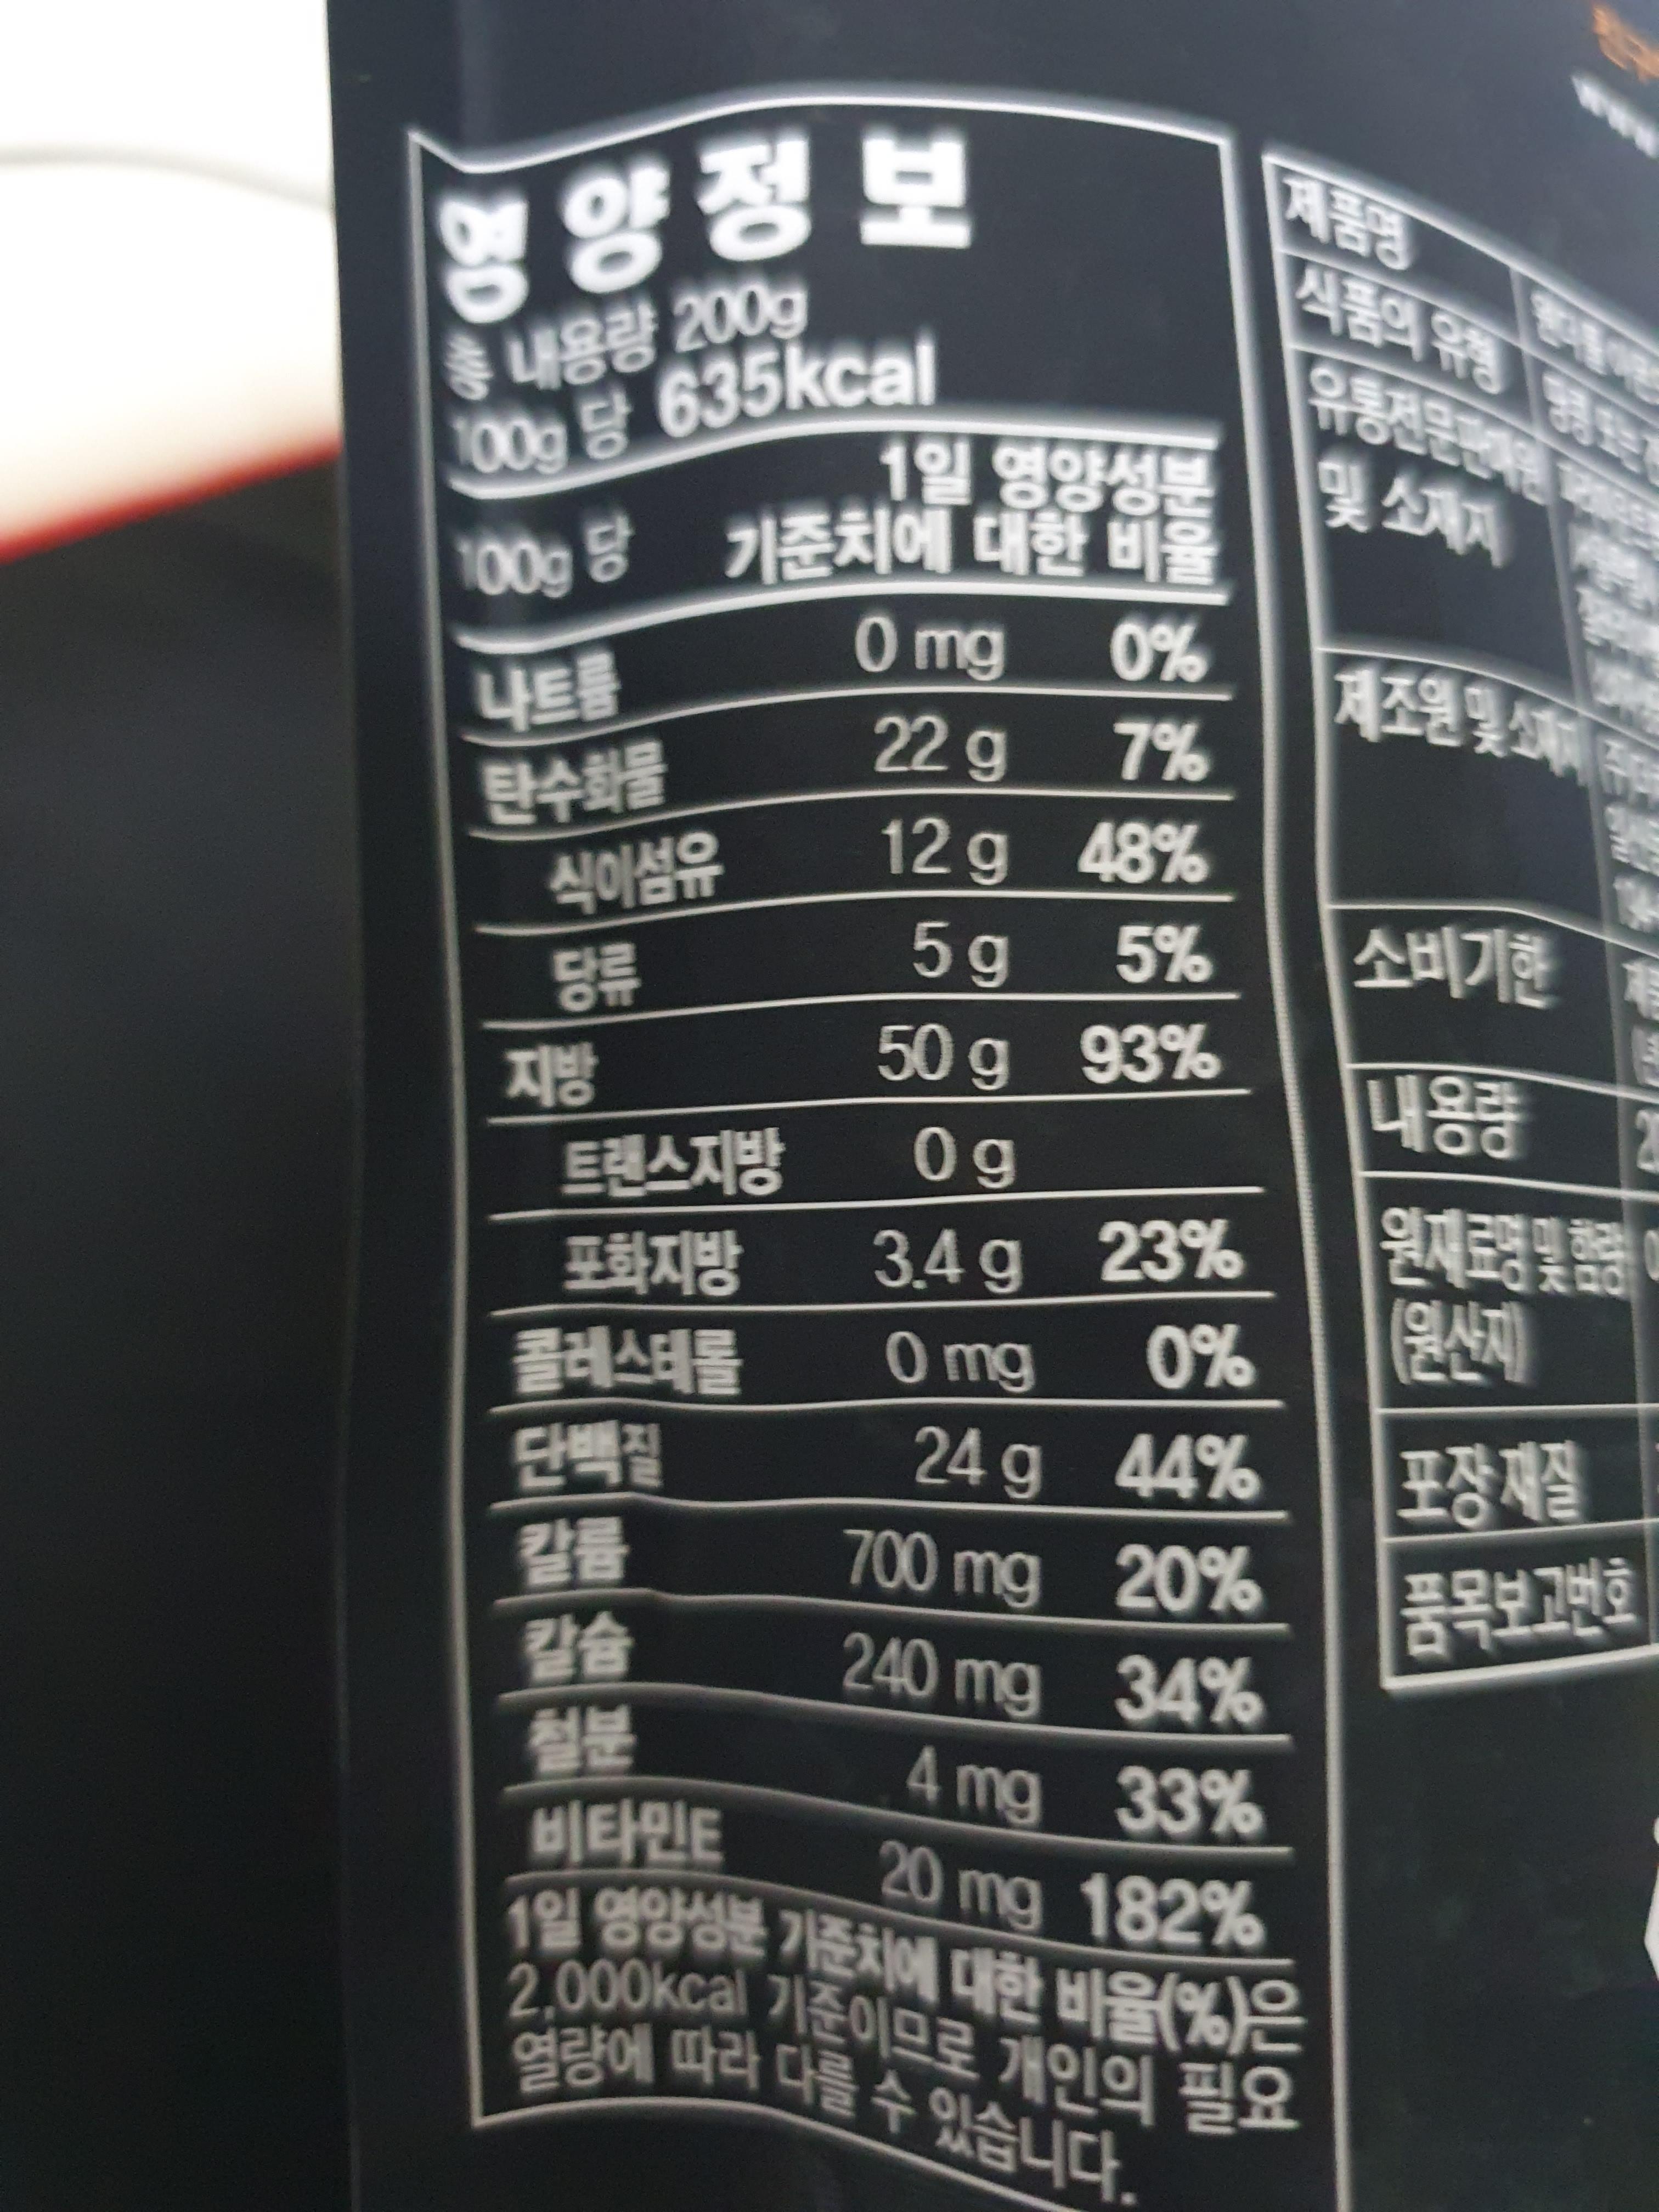 영양정보
총 내용량 200g
100g 당 635kcal
100g 당 1일 영양성분
기준치에 대한 비율
나트륨 0 mg 0%
탄수화물 22 g 7%
식이섬유 12 g 48%
당류 5 g 5%
지방 50 g 93%
트랜스지방 0 g
포화지방 3.4 g 23%
콜레스테롤 0 mg 0%
단백질 24 g 44%
칼륨 700 mg 20%
칼슘 240 mg 34%
철분 4 mg 33%
비타민E 20 mg 182%
1일 영양성분 기준치에 대한 비율(%)은
2,000kcal 기준이므로 개인의 필요
열량에 따라 다를 수 있습니다.
제품명
식품의 유형
유통전문판매원
및 소재지
제조원 및 소재지
소비기한
내용량
원재료명 및 함량
(원산지)
포장재질
품목보고번호